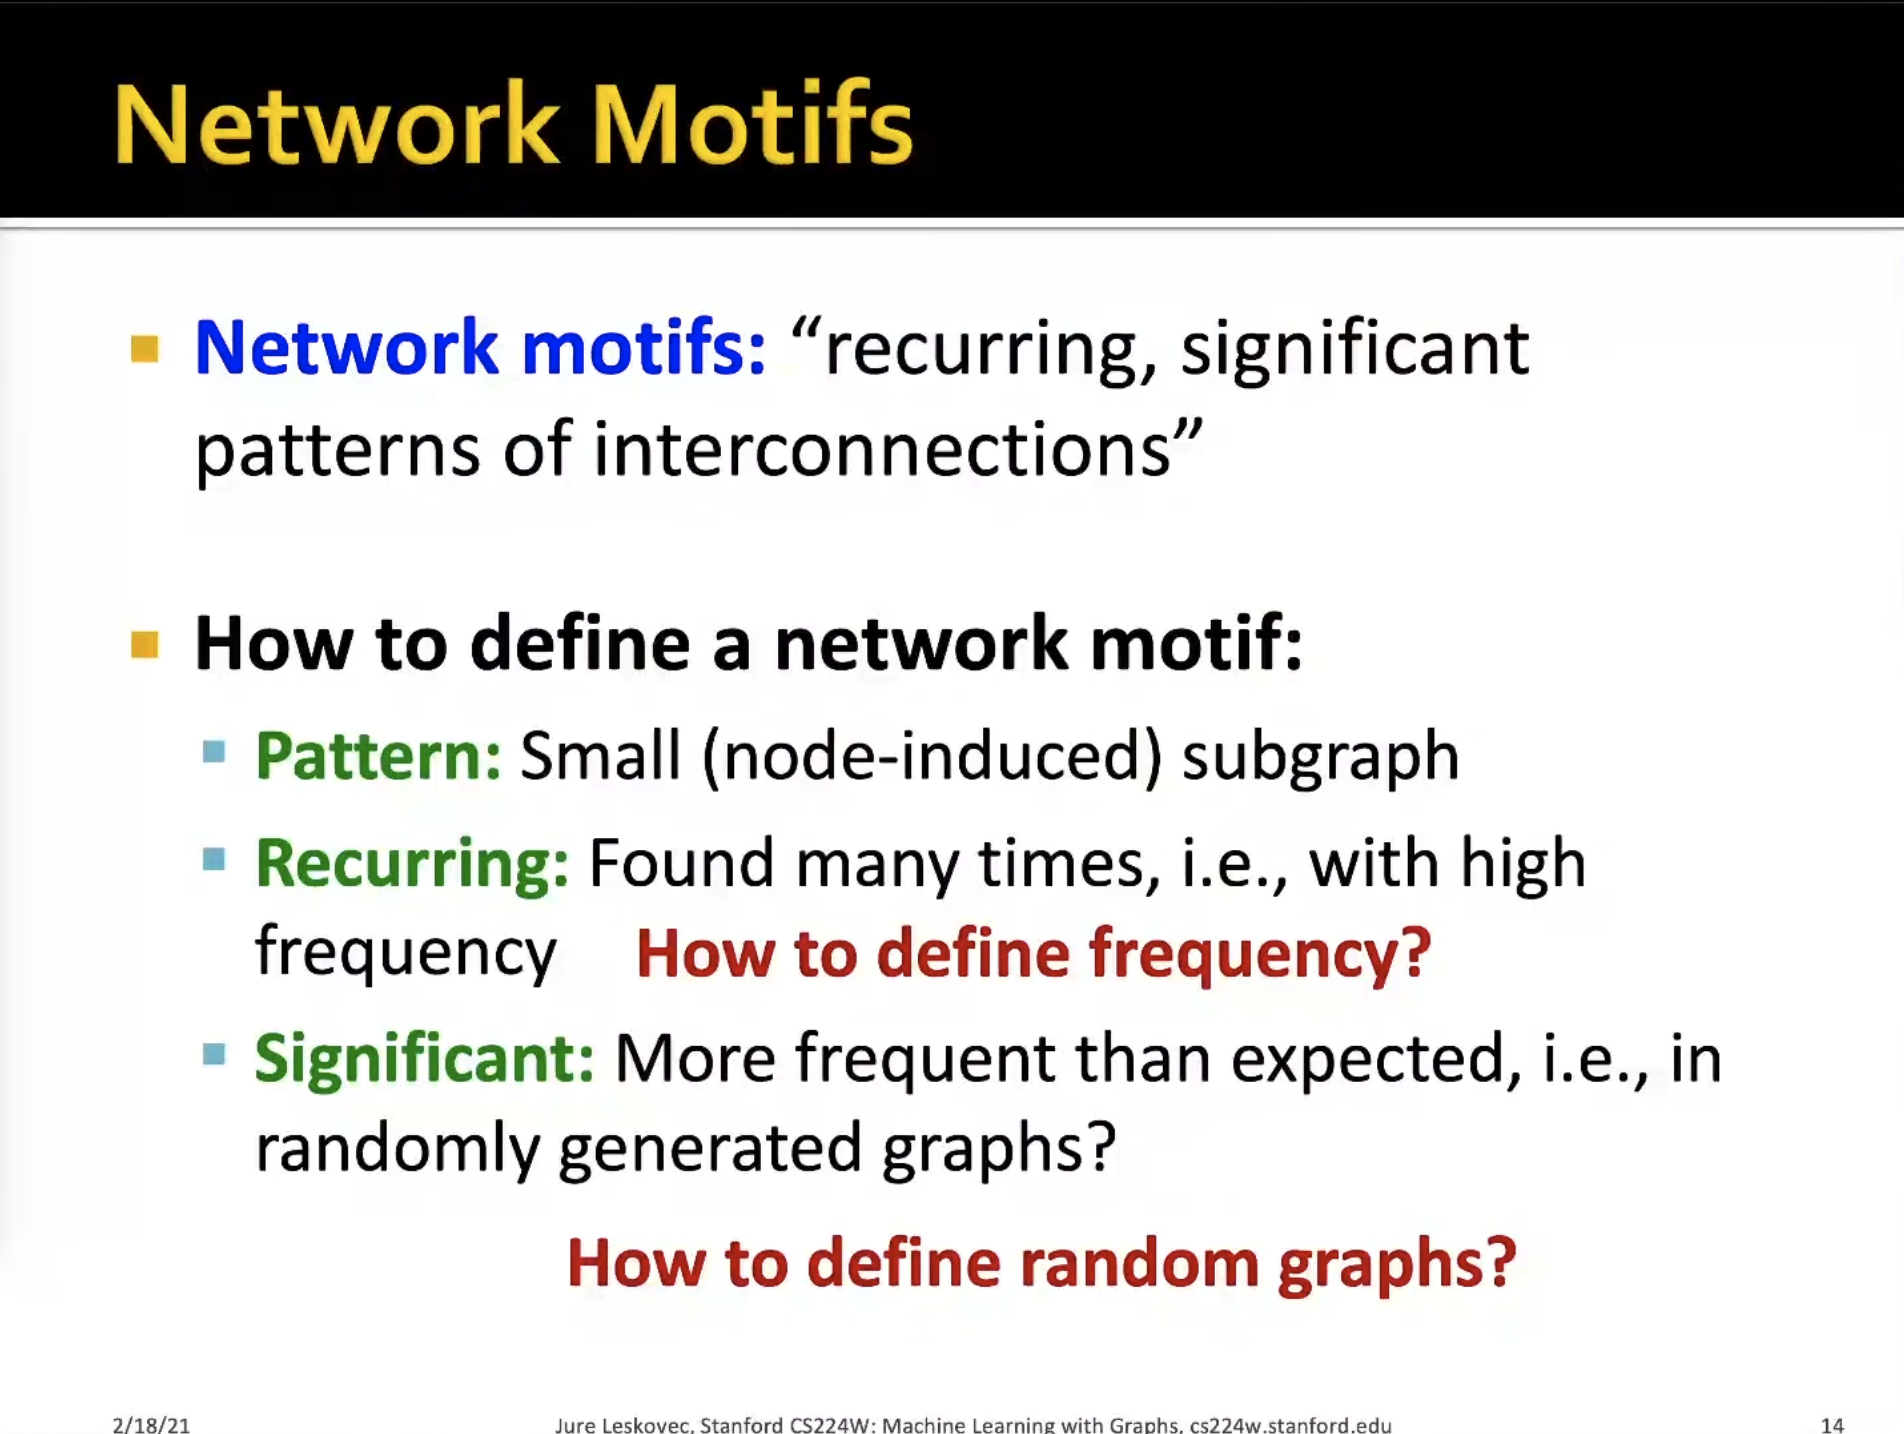 Network Motifs
Network motifs: “recurring, significant
patterns of interconnections”
How to define a network motif:
Pattern: Small (node-induced) subgraph
Recurring: Found many times, i.e., with high
frequency How to define frequency?
Significant: More frequent than expected, i.e., in
randomly generated graphs?
How to define random graphs?
2/18/21 Jure Leskovec, Stanford CS224W: Machine Learning with Graphs, cs224w.stanford.edu 14